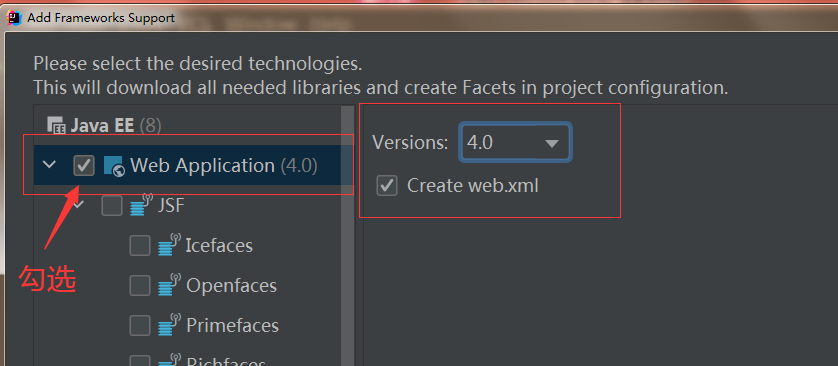 Add Frameworks Support
Please select the desired technologies.
This will download all needed libraries and create Facets in project configuration.
Java EE (8)
Web Application (4.0)
Versions: 4.0
Create web.xml
JSF
勾选
Icefaces
Openfaces
Primefaces
Richfaces